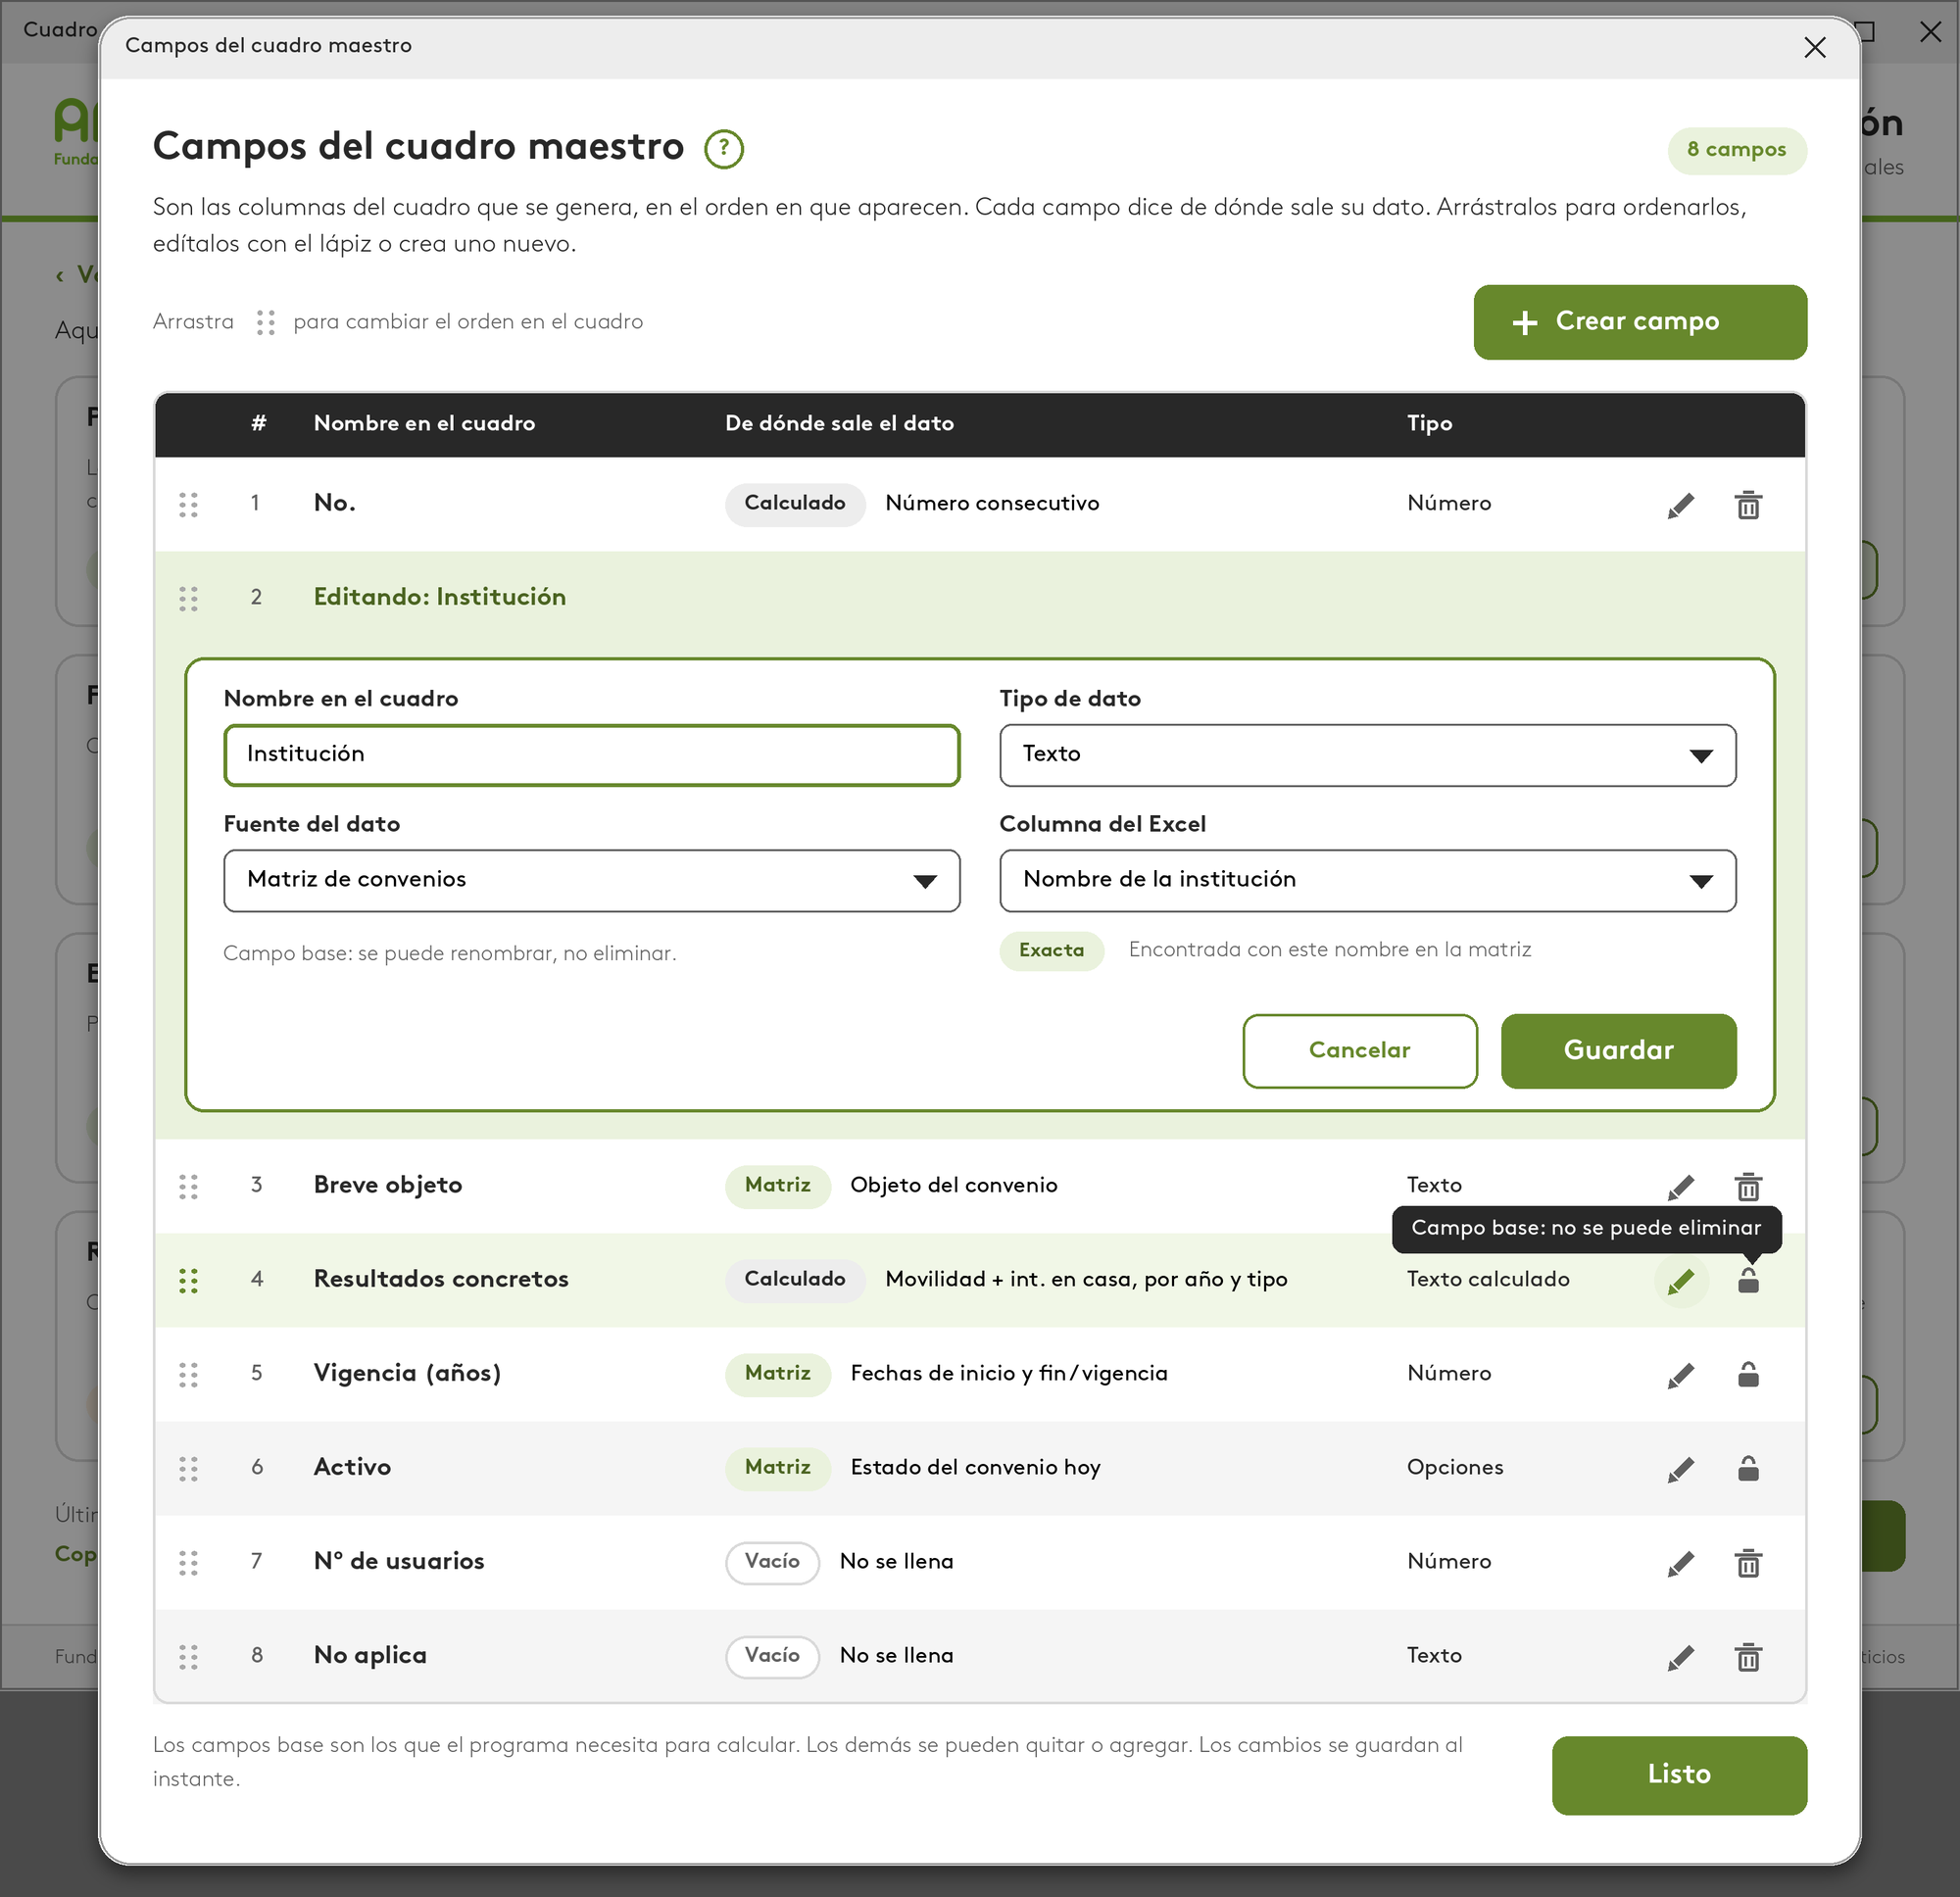 Cuadro
Campos del cuadro maestro
Campos del cuadro maestro ?
8 campos
Son las columnas del cuadro que se genera, en el orden en que aparecen. Cada campo dice de dónde sale su dato. Arrástralos para ordenarlos,
edítalos con el lápiz o crea uno nuevo.
Arrastra para cambiar el orden en el cuadro
+ Crear campo
# Nombre en el cuadro De dónde sale el dato Tipo
1 No. Calculado Número consecutivo Número
2 Editando: Institución
Nombre en el cuadro Tipo de dato
Institución Texto
Fuente del dato Columna del Excel
Matriz de convenios Nombre de la institución
Campo base: se puede renombrar, no eliminar. Exacta Encontrada con este nombre en la matriz
Cancelar Guardar
3 Breve objeto Matriz Objeto del convenio Texto
Campo base: no se puede eliminar
4 Resultados concretos Calculado Movilidad + int. en casa, por año y tipo Texto calculado
5 Vigencia (años) Matriz Fechas de inicio y fin / vigencia Número
6 Activo Matriz Estado del convenio hoy Opciones
7 N° de usuarios Vacío No se llena Número
8 No aplica Vacío No se llena Texto
Los campos base son los que el programa necesita para calcular. Los demás se pueden quitar o agregar. Los cambios se guardan al
instante.
Listo